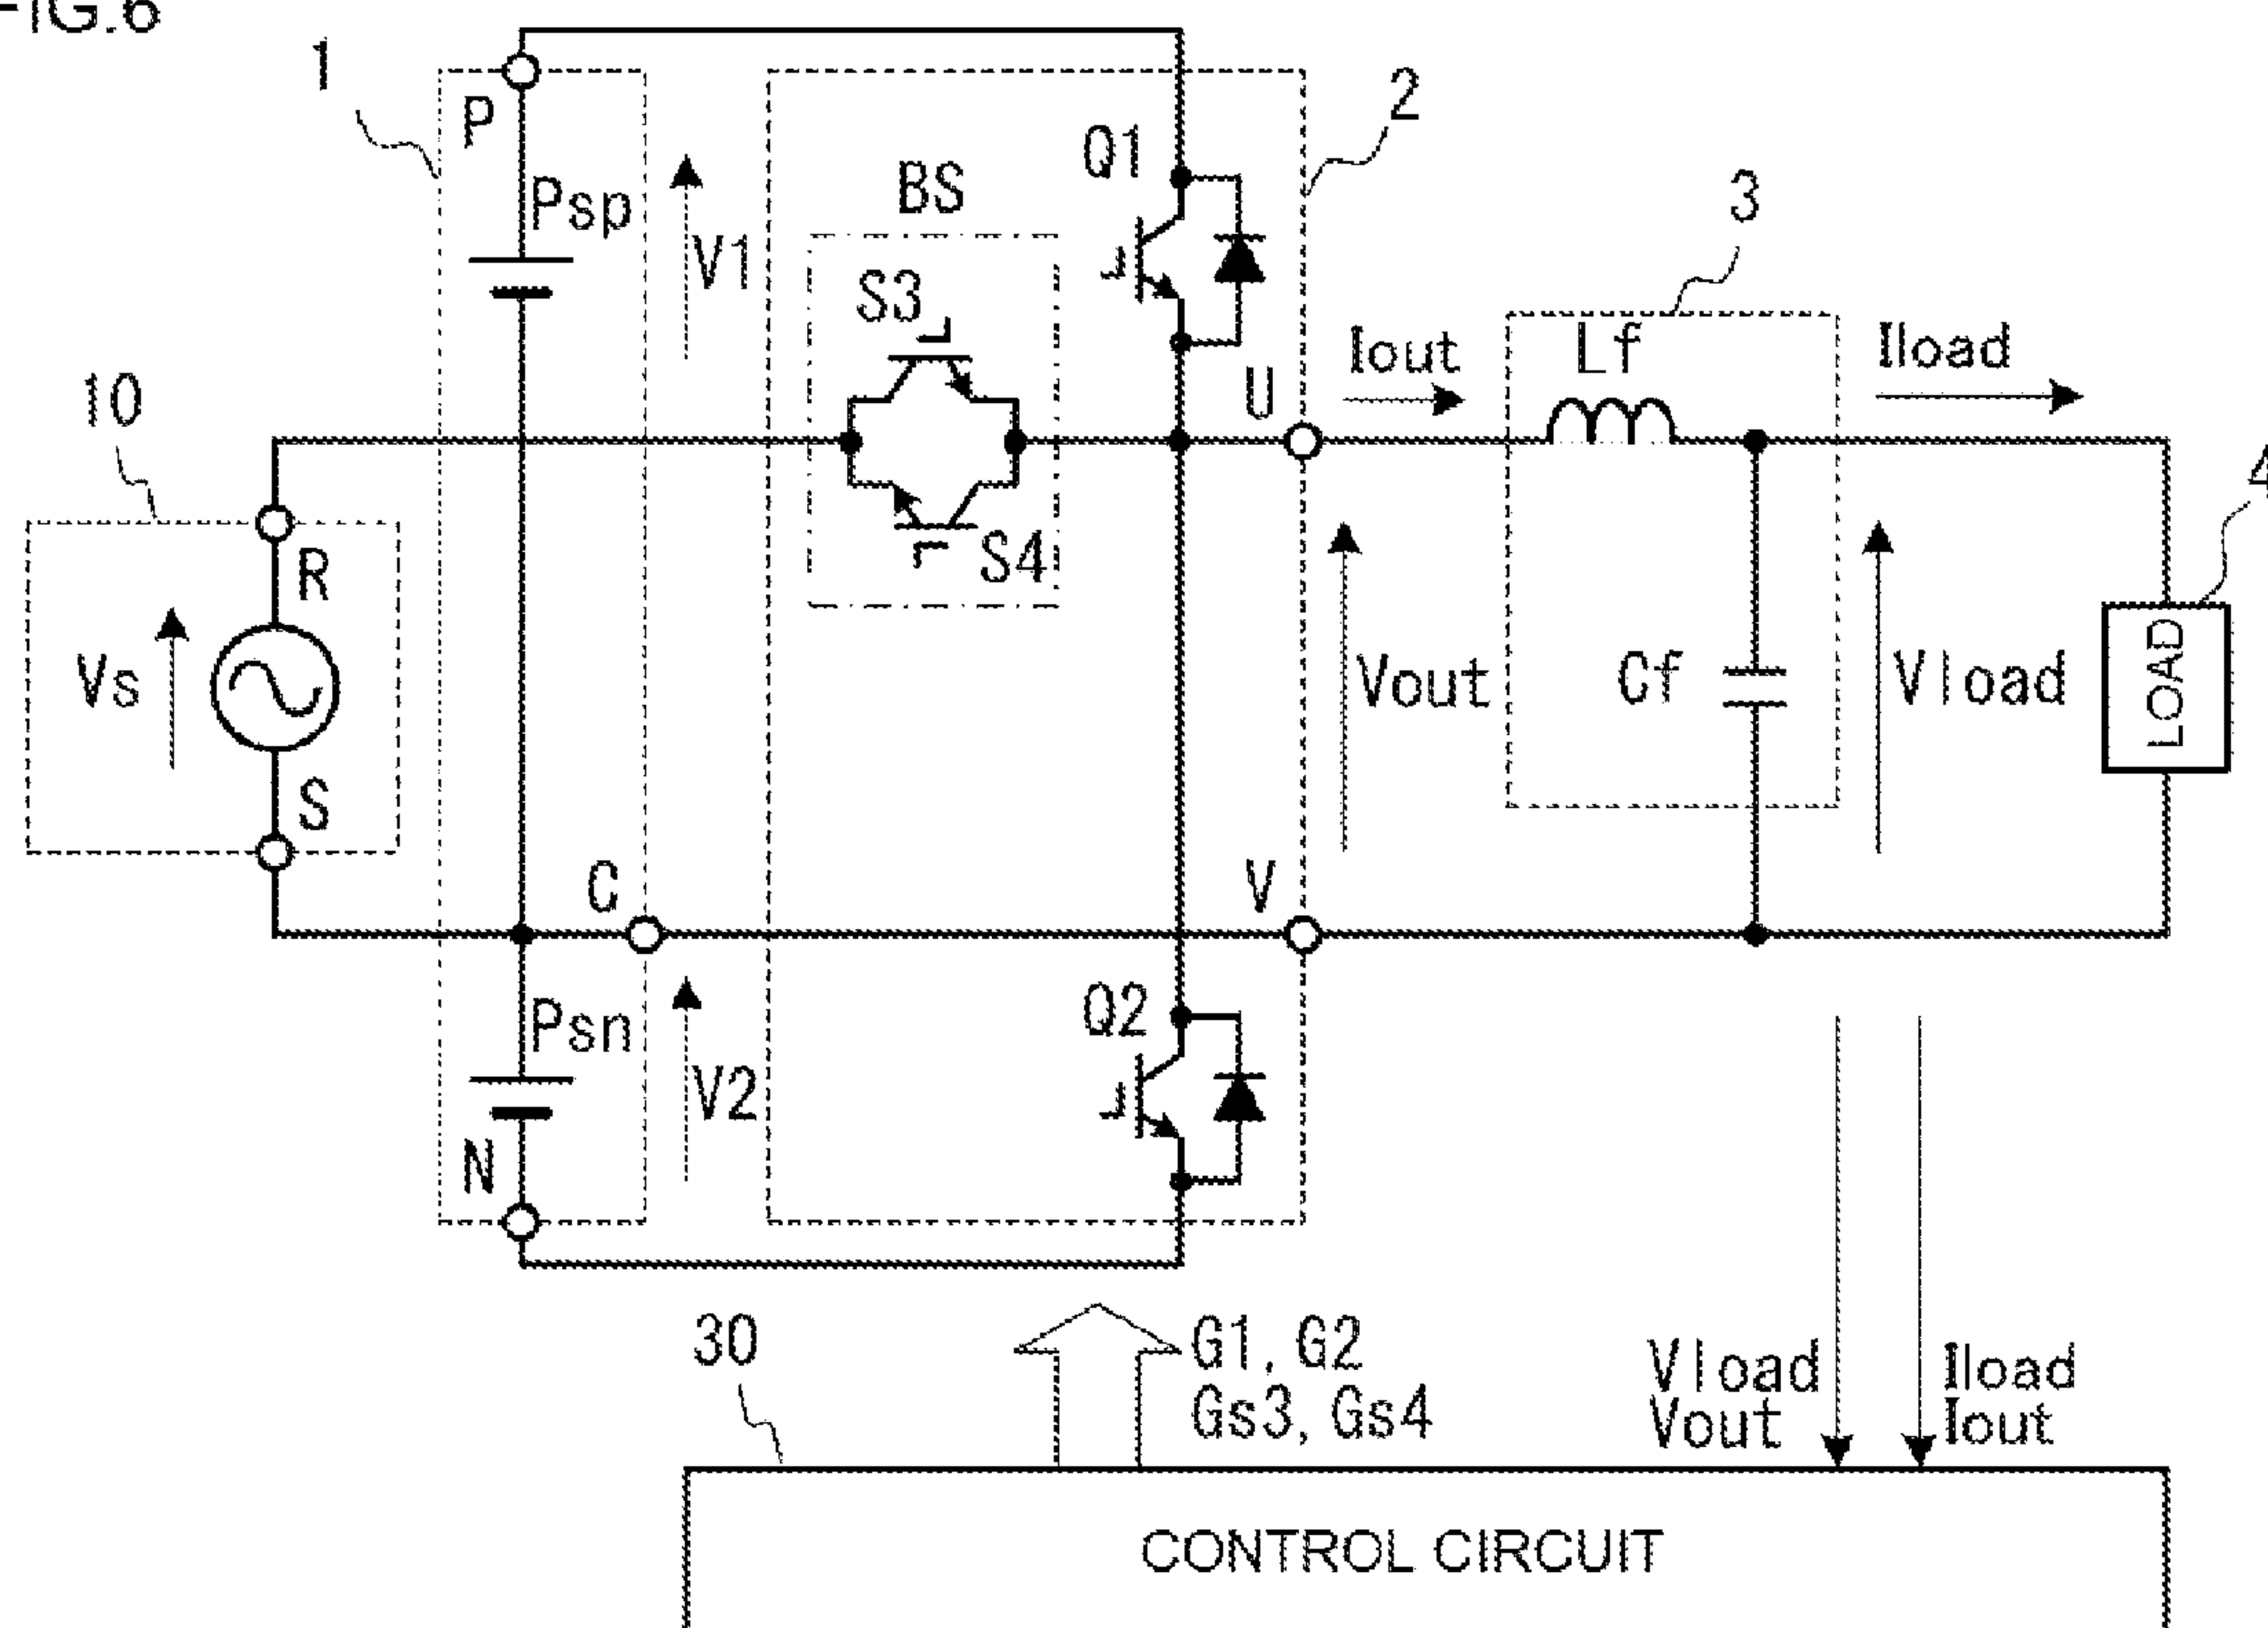 FIG.6
1
P
Psp
V1
BS
Q1
2
S3
3
10
U
Iout
Lf
Iload
4
R
S4
Vs
Vout
Cf
Vload
LOAD
S
C
V
Psn
Q2
V2
N
30
G1, G2
Gs3, Gs4
Vload
Vout
Iload
Iout
CONTROL CIRCUIT